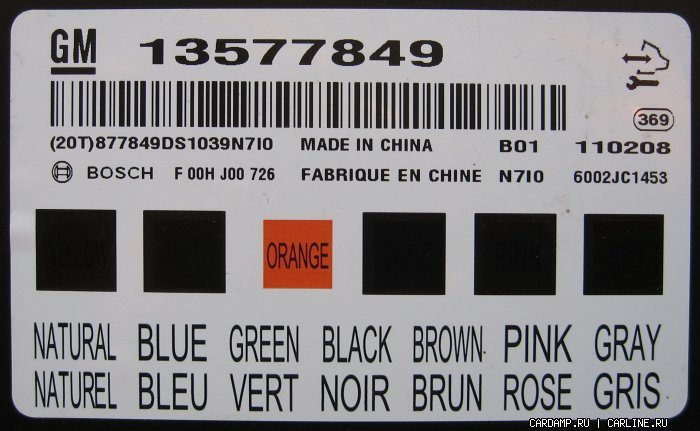 GM 13577849
369
(20T)877849DS1039N7I0 MADE IN CHINA B01 110208
BOSCH F 00H J00 726 FABRIQUE EN CHINE N7I0 6002JC1453
YELLOW ORANGE PINK
NATURAL BLUE GREEN BLACK BROWN PINK GRAY
NATUREL BLEU VERT NOIR BRUN ROSE GRIS
CARDAMP.RU | CARLINE.RU